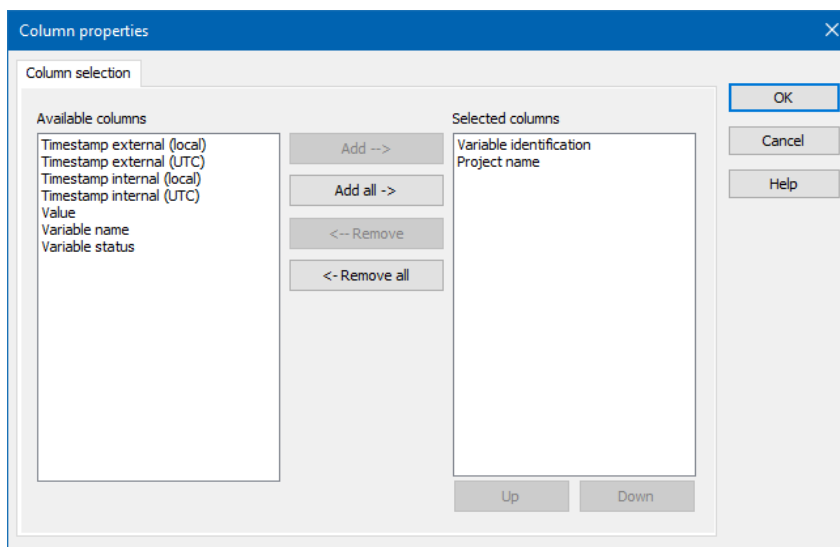 Column properties
Column selection
Available columns
Timestamp external (local)
Timestamp external (UTC)
Timestamp internal (local)
Timestamp internal (UTC)
Value
Variable name
Variable status
Add -->
Add all ->
<-- Remove
<- Remove all
Selected columns
Variable identification
Project name
Up
Down
OK
Cancel
Help